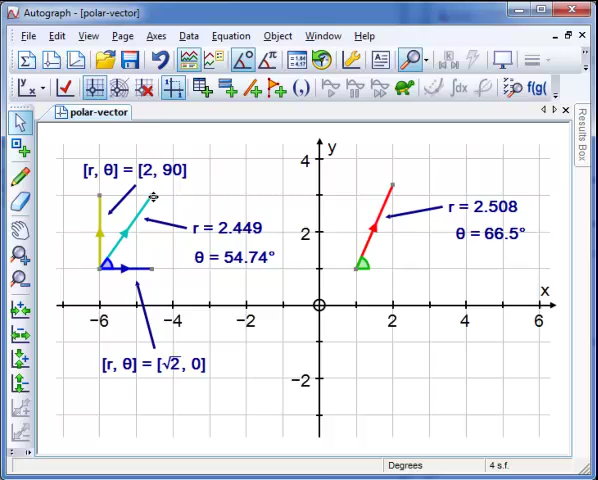 Autograph - [polar-vector]
File Edit View Page Axes Data Equation Object Window Help
polar-vector
Results Box
[r, θ] = [2, 90]
r = 2.449
θ = 54.74°
[r, θ] = [√2, 0]
r = 2.508
θ = 66.5°
y
x
4
2
−2
−6 −4 −2 2 4 6
Degrees 4 s.f.